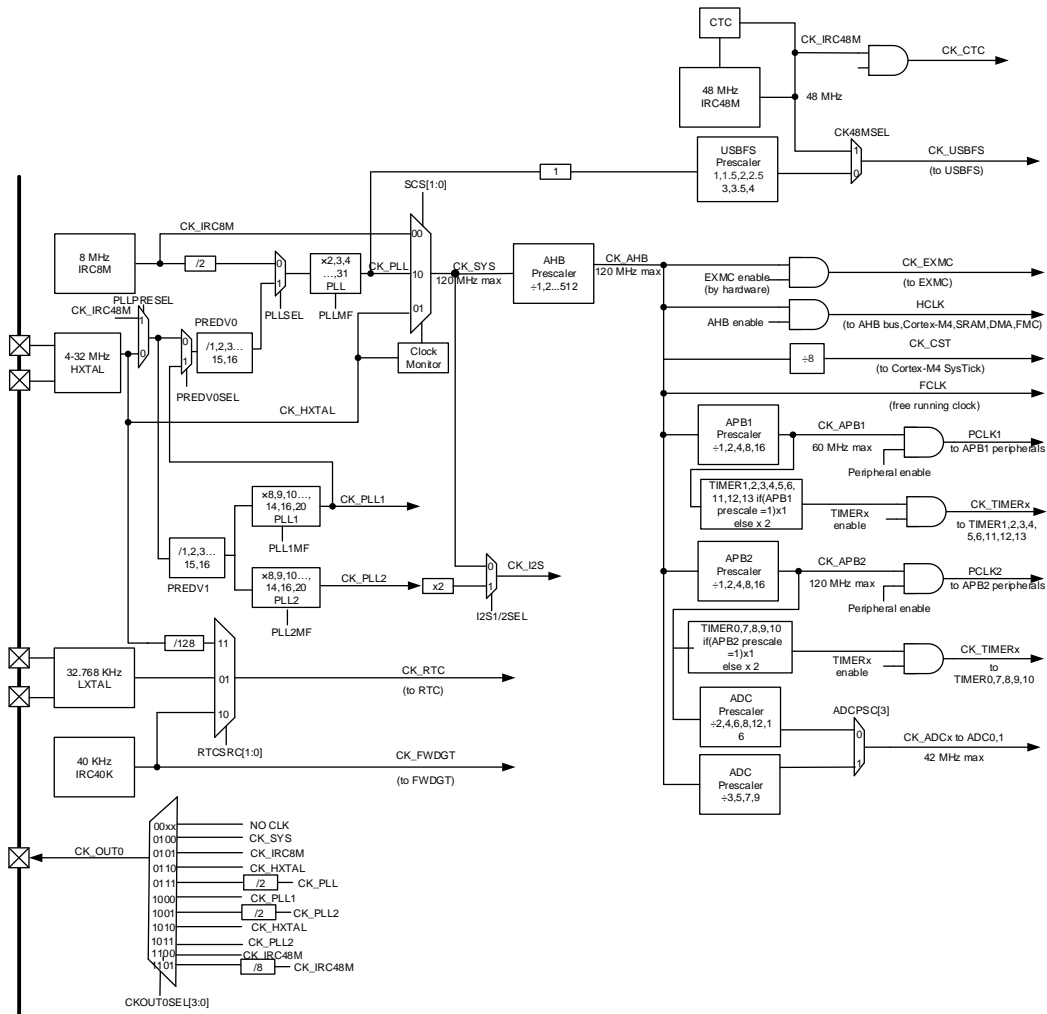 CTC
CK_IRC48M
CK_CTC
48 MHz
IRC48M
48 MHz
CK48MSEL
1
0
CK_USBFS
(to USBFS)
USBFS
Prescaler
1,1.5,2,2.5
3,3.5,4
1
SCS[1:0]
CK_IRC8M
00
10
01
8 MHz
IRC8M
/2
0
1
PLLSEL
×2,3,4
…,31
PLL
PLLMF
CK_PLL
CK_SYS
120 MHz max
AHB
Prescaler
÷1,2...512
CK_AHB
120 MHz max
EXMC enable
(by hardware)
CK_EXMC
(to EXMC)
AHB enable
HCLK
(to AHB bus,Cortex-M4,SRAM,DMA,FMC)
÷8
CK_CST
(to Cortex-M4 SysTick)
FCLK
(free running clock)
PLLPRESEL
CK_IRC48M
1
0
4-32 MHz
HXTAL
PREDV0
0
1
/1,2,3…
15,16
PREDV0SEL
Clock
Monitor
CK_HXTAL
APB1
Prescaler
÷1,2,4,8,16
CK_APB1
60 MHz max
Peripheral enable
PCLK1
to APB1 peripherals
TIMER1,2,3,4,5,6,
11,12,13 if(APB1
prescale =1)x1
else x 2
TIMERx
enable
CK_TIMERx
to TIMER1,2,3,4,
5,6,11,12,13
×8,9,10…,
14,16,20
PLL1
PLL1MF
CK_PLL1
/1,2,3…
15,16
PREDV1
×8,9,10…,
14,16,20
PLL2
PLL2MF
CK_PLL2
x2
0
1
CK_I2S
I2S1/2SEL
APB2
Prescaler
÷1,2,4,8,16
CK_APB2
120 MHz max
Peripheral enable
PCLK2
to APB2 peripherals
TIMER0,7,8,9,10
if(APB2 prescale
=1)x1
else x 2
TIMERx
enable
CK_TIMERx
to
TIMER0,7,8,9,10
/128
11
01
10
32.768 KHz
LXTAL
CK_RTC
(to RTC)
RTCSRC[1:0]
40 KHz
IRC40K
CK_FWDGT
(to FWDGT)
ADC
Prescaler
÷2,4,6,8,12,1
6
ADCPSC[3]
0
1
CK_ADCx to ADC0,1
42 MHz max
ADC
Prescaler
÷3,5,7,9
CK_OUT0
00xx NO CLK
0100 CK_SYS
0101 CK_IRC8M
0110 CK_HXTAL
0111 /2 CK_PLL
1000 CK_PLL1
1001 /2 CK_PLL2
1010 CK_HXTAL
1011 CK_PLL2
1100 CK_IRC48M
1101 /8 CK_IRC48M
CKOUT0SEL[3:0]